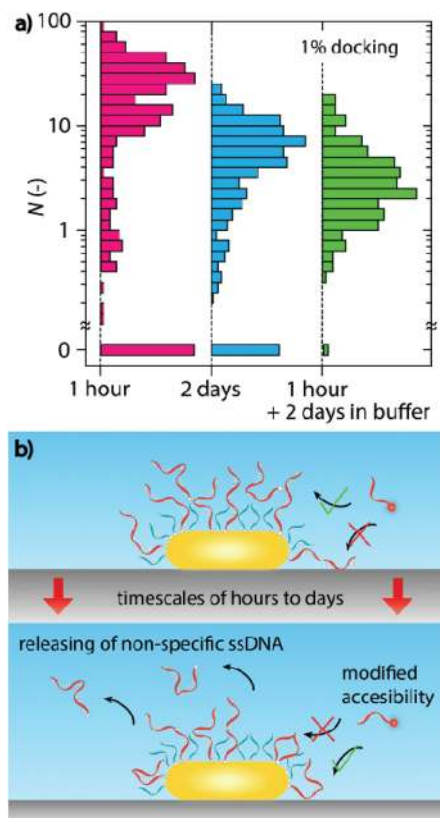 a)
100
1% docking
10
N (-)
1
0
1 hour
2 days
1 hour
+ 2 days in buffer
b)
timescales of hours to days
releasing of non-specific ssDNA
modified
accesibility